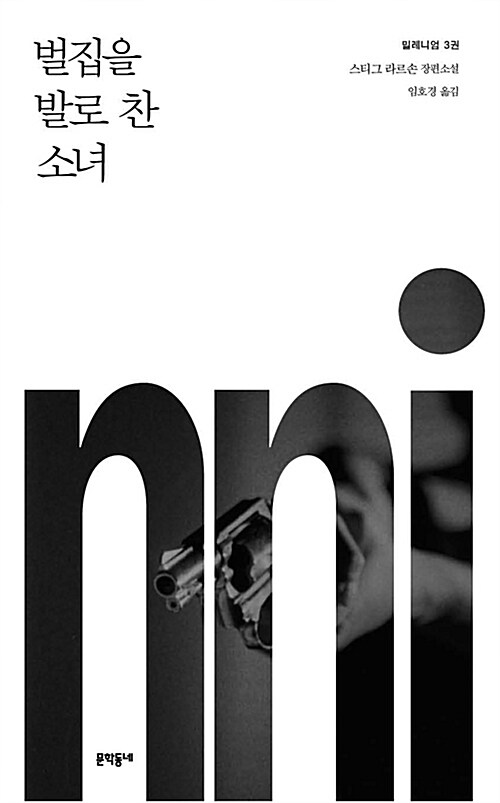 벌집을
발로 찬
소녀
밀레니엄 3권
스티그 라르손 장편소설
임호경 옮김
nni
문학동네